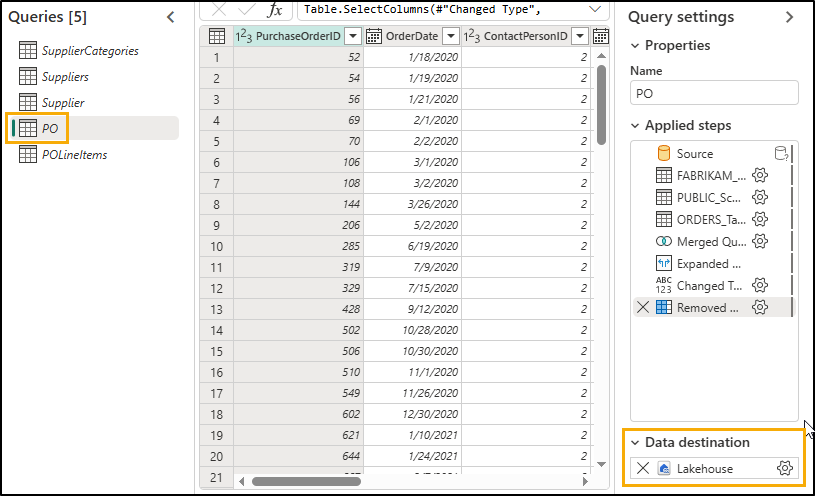 Queries [5]
SupplierCategories
Suppliers
Supplier
PO
POLineItems
fx
Table.SelectColumns(#"Changed Type",
1²3 PurchaseOrderID OrderDate 1²3 ContactPersonID
1 52 1/18/2020 2
2 54 1/19/2020 2
3 56 1/21/2020 2
4 69 2/1/2020 2
5 70 2/2/2020 2
6 106 3/1/2020 2
7 108 3/2/2020 2
8 144 3/26/2020 2
9 206 5/2/2020 2
10 285 6/19/2020 2
11 319 7/9/2020 2
12 329 7/15/2020 2
13 428 9/12/2020 2
14 502 10/28/2020 2
15 506 10/30/2020 2
16 510 11/1/2020 2
17 549 11/26/2020 2
18 602 12/30/2020 2
19 621 1/10/2021 2
20 644 1/24/2021 2
21
Query settings
Properties
Name
PO
Applied steps
Source
FABRIKAM_...
PUBLIC_Sc...
ORDERS_Ta...
Merged Qu...
Expanded ...
ABC
123 Changed T...
Removed ...
Data destination
Lakehouse